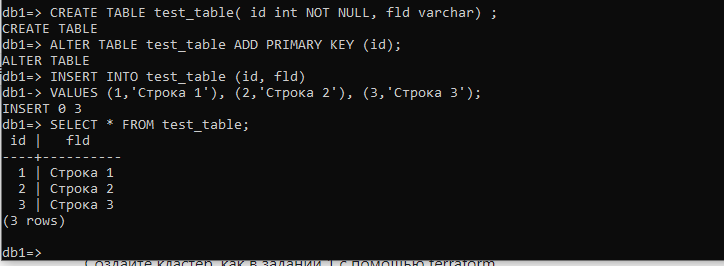 db1=> CREATE TABLE test_table( id int NOT NULL, fld varchar) ;
CREATE TABLE
db1=> ALTER TABLE test_table ADD PRIMARY KEY (id);
ALTER TABLE
db1=> INSERT INTO test_table (id, fld)
db1-> VALUES (1,'Строка 1'), (2,'Строка 2'), (3,'Строка 3');
INSERT 0 3
db1=> SELECT * FROM test_table;
 id |   fld
----+----------
  1 | Строка 1
  2 | Строка 2
  3 | Строка 3
(3 rows)
db1=>
Создайте кластер, как в задании 1 с помощью terraform